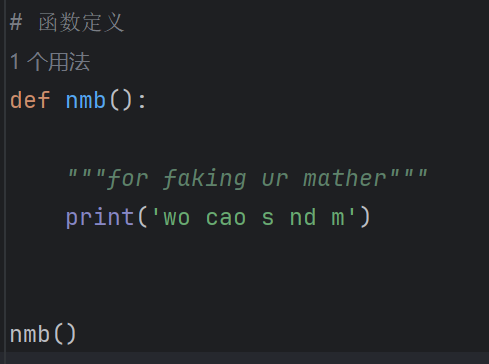 # 函数定义
1 个用法
def nmb():
"""for faking ur mather"""
print('wo cao s nd m')
nmb()